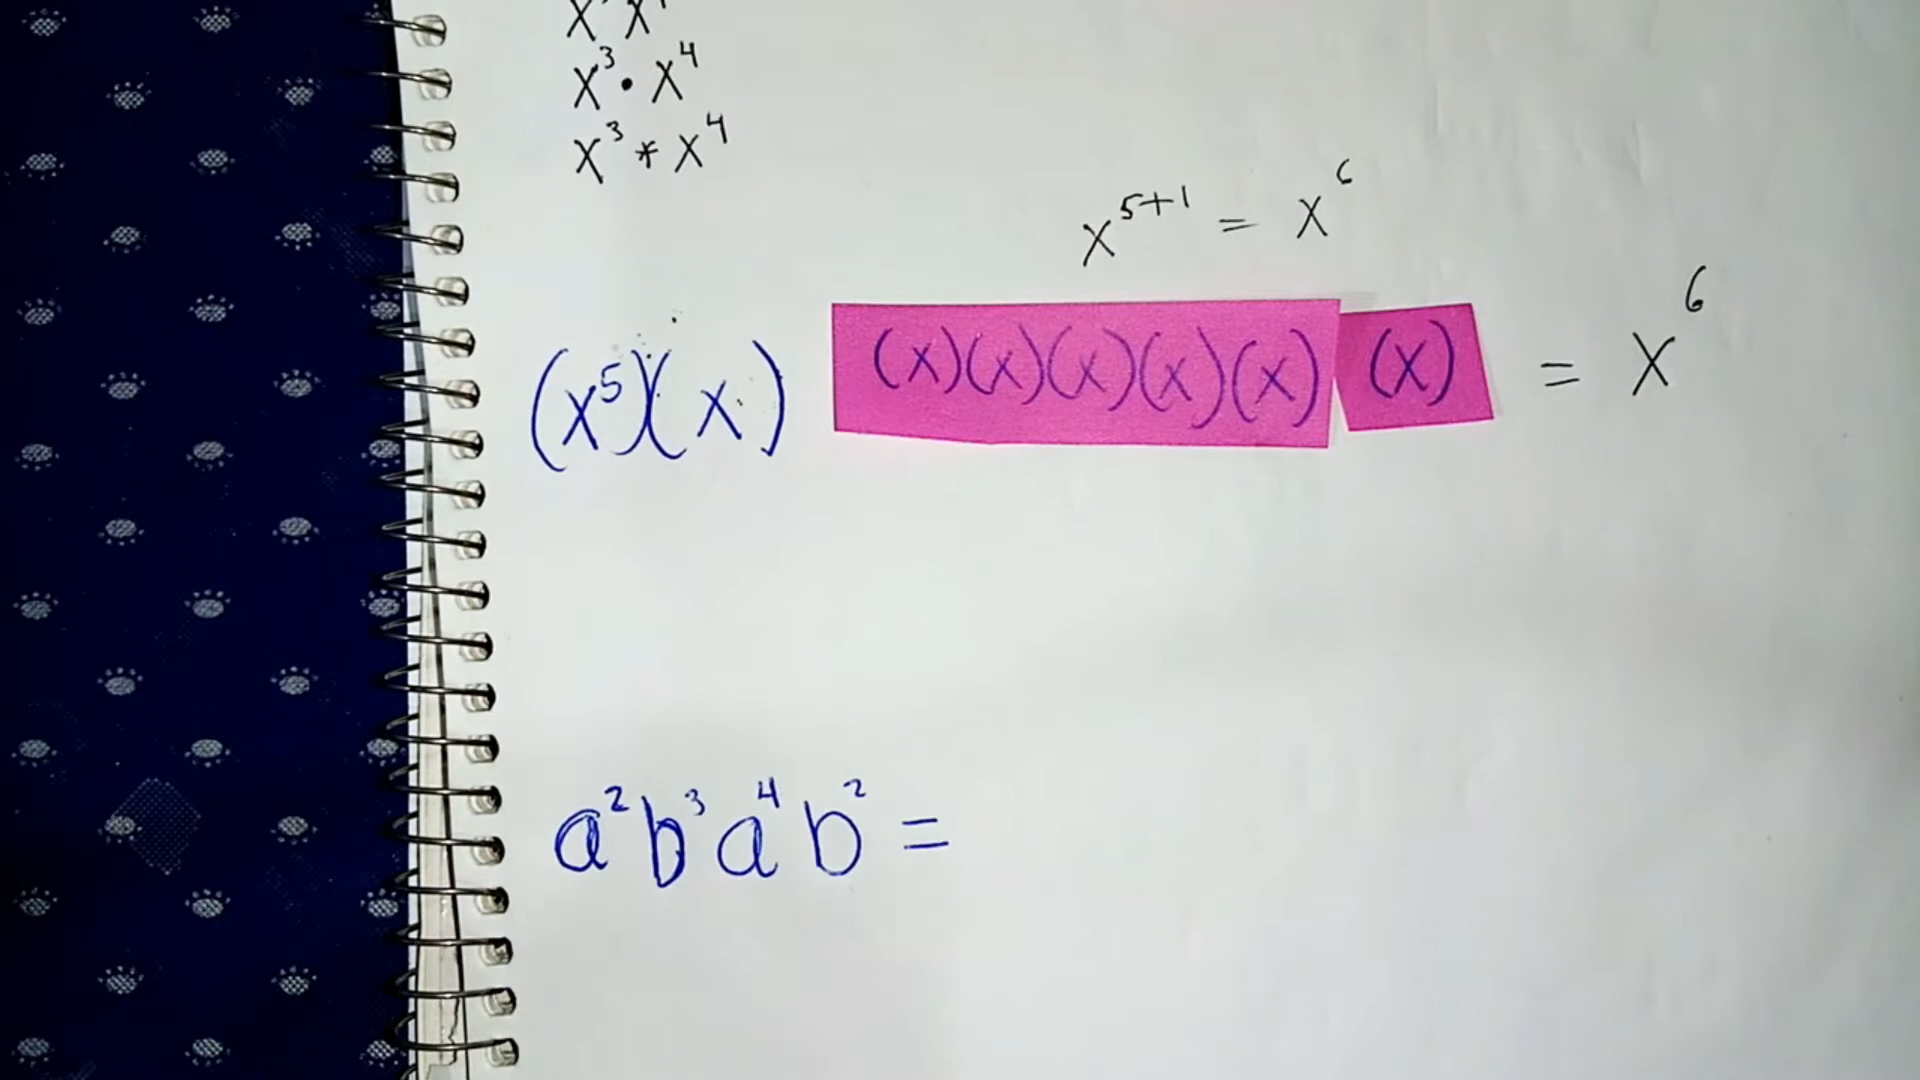 x³ · x⁴
x³ * x⁴
x⁵⁺¹ = x⁶
(x⁵)(x) (x)(x)(x)(x)(x) (x) = x⁶
a²b³a⁴b² =